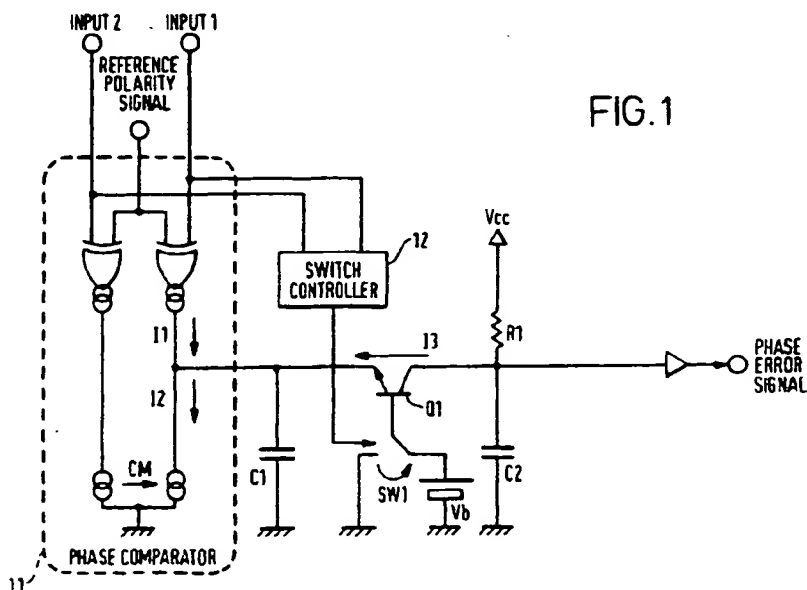 INPUT 2
INPUT 1
REFERENCE
POLARITY
SIGNAL
FIG.1
12
SWITCH
CONTROLLER
Vcc
R1
I1
I2
I3
Q1
PHASE
ERROR
SIGNAL
CM
C1
SW1
Vb
C2
PHASE COMPARATOR
11